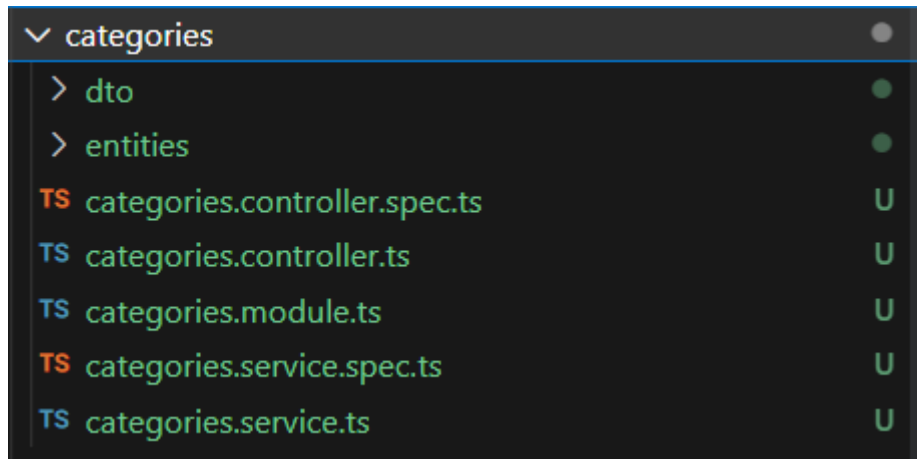 categories
dto
entities
TS categories.controller.spec.ts U
TS categories.controller.ts U
TS categories.module.ts U
TS categories.service.spec.ts U
TS categories.service.ts U